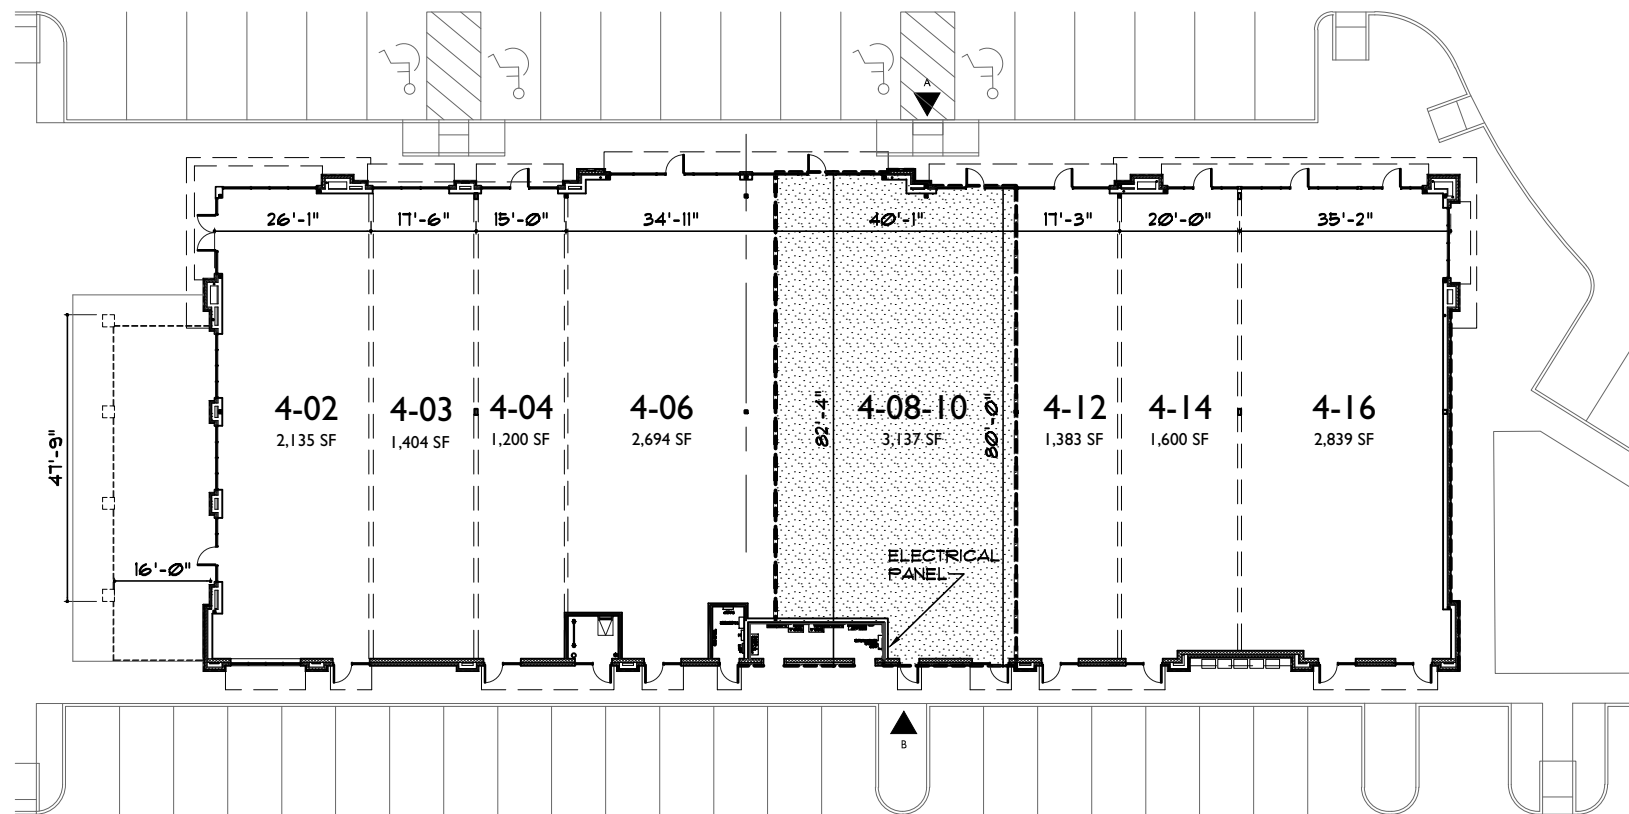 A
26'-1" 17'-6" 15'-0" 34'-11" 40'-1" 17'-3" 20'-0" 35'-2"
4-02
2,135 SF
4-03
1,404 SF
4-04
1,200 SF
4-06
2,694 SF
82'-4"
4-08-10
3,137 SF
80'-0"
4-12
1,383 SF
4-14
1,600 SF
4-16
2,839 SF
47'-9"
16'-0"
ELECTRICAL
PANEL
B